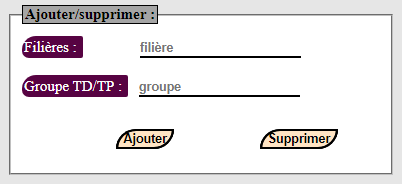 Ajouter/supprimer :
Filières : filière
Groupe TD/TP : groupe
Ajouter Supprimer